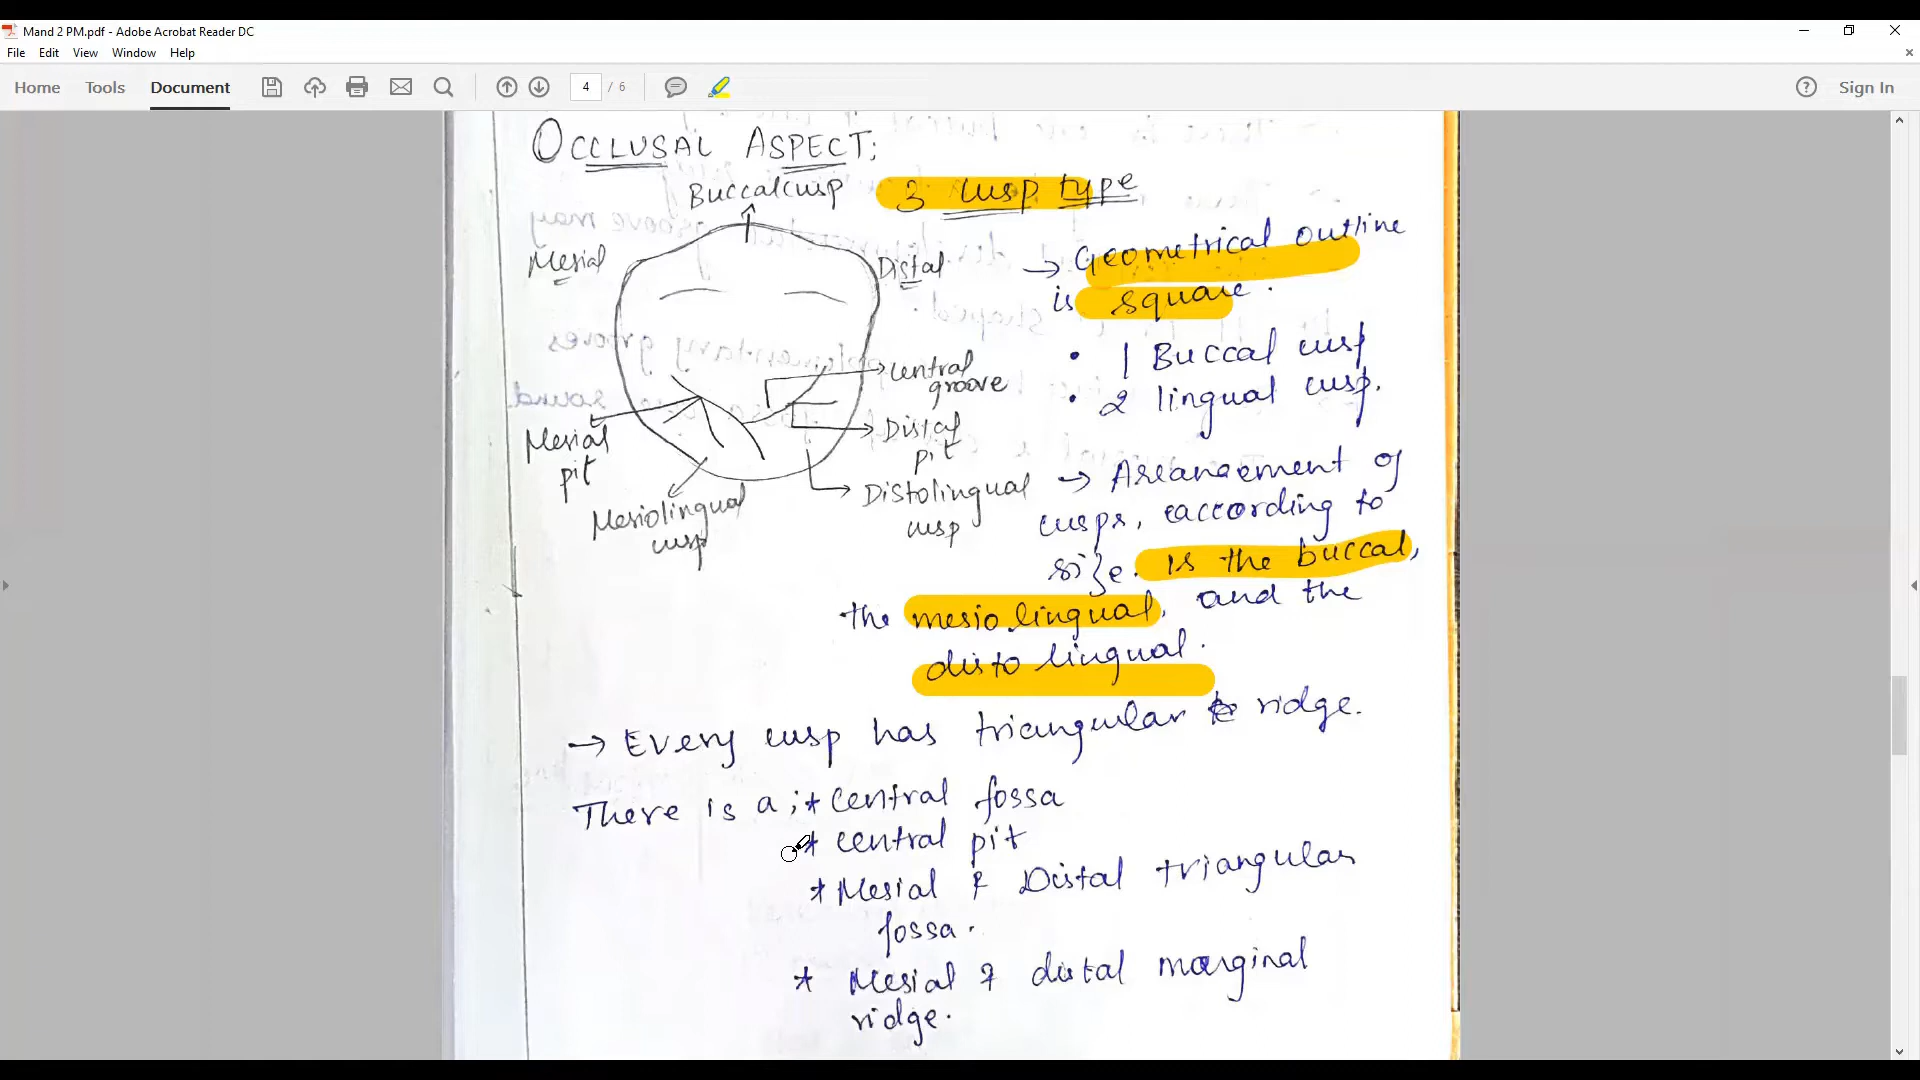 Mand 2 PM.pdf - Adobe Acrobat Reader DC
File Edit View Window Help
Home Tools Document 4 / 6 Sign In
OCCLUSAL ASPECT:
Buccal cusp
3 cusp type
Mesial
Distal
→ Geometrical outline
is square.
• 1 Buccal cusp
• 2 lingual cusp.
central
groove
Mesial
pit
Distal
pit
Mesiolingual
cusp
Distolingual
cusp
→ Arrangement of
cusps, according to
size. is the buccal,
the mesiolingual, and the
disto lingual.
→ Every cusp has triangular ridge.
There is a ; * central fossa
* central pit
* Mesial & Distal triangular
fossa.
* Mesial & distal marginal
ridge.